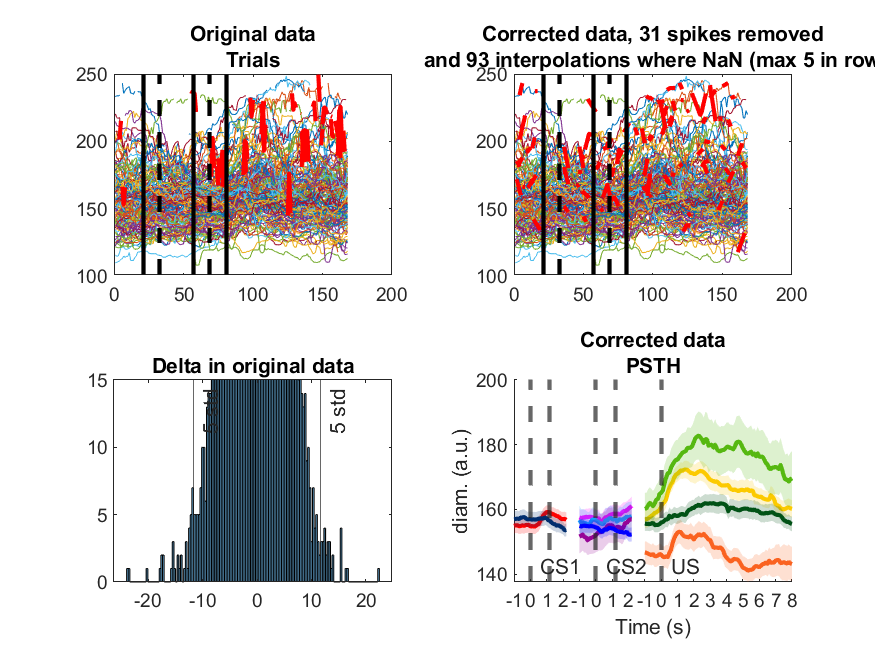 Original data
Trials
250
200
150
100
0 50 100 150 200
Corrected data, 31 spikes removed
and 93 interpolations where NaN (max 5 in row
250
200
150
100
0 50 100 150 200
Delta in original data
15
10
5
0
5 std
5 std
-20 -10 0 10 20
Corrected data
PSTH
200
180
160
140
diam. (a.u.)
CS1 CS2 US
-1 0 1 2 -1 0 1 2 -1 0 1 2 3 4 5 6 7 8
Time (s)